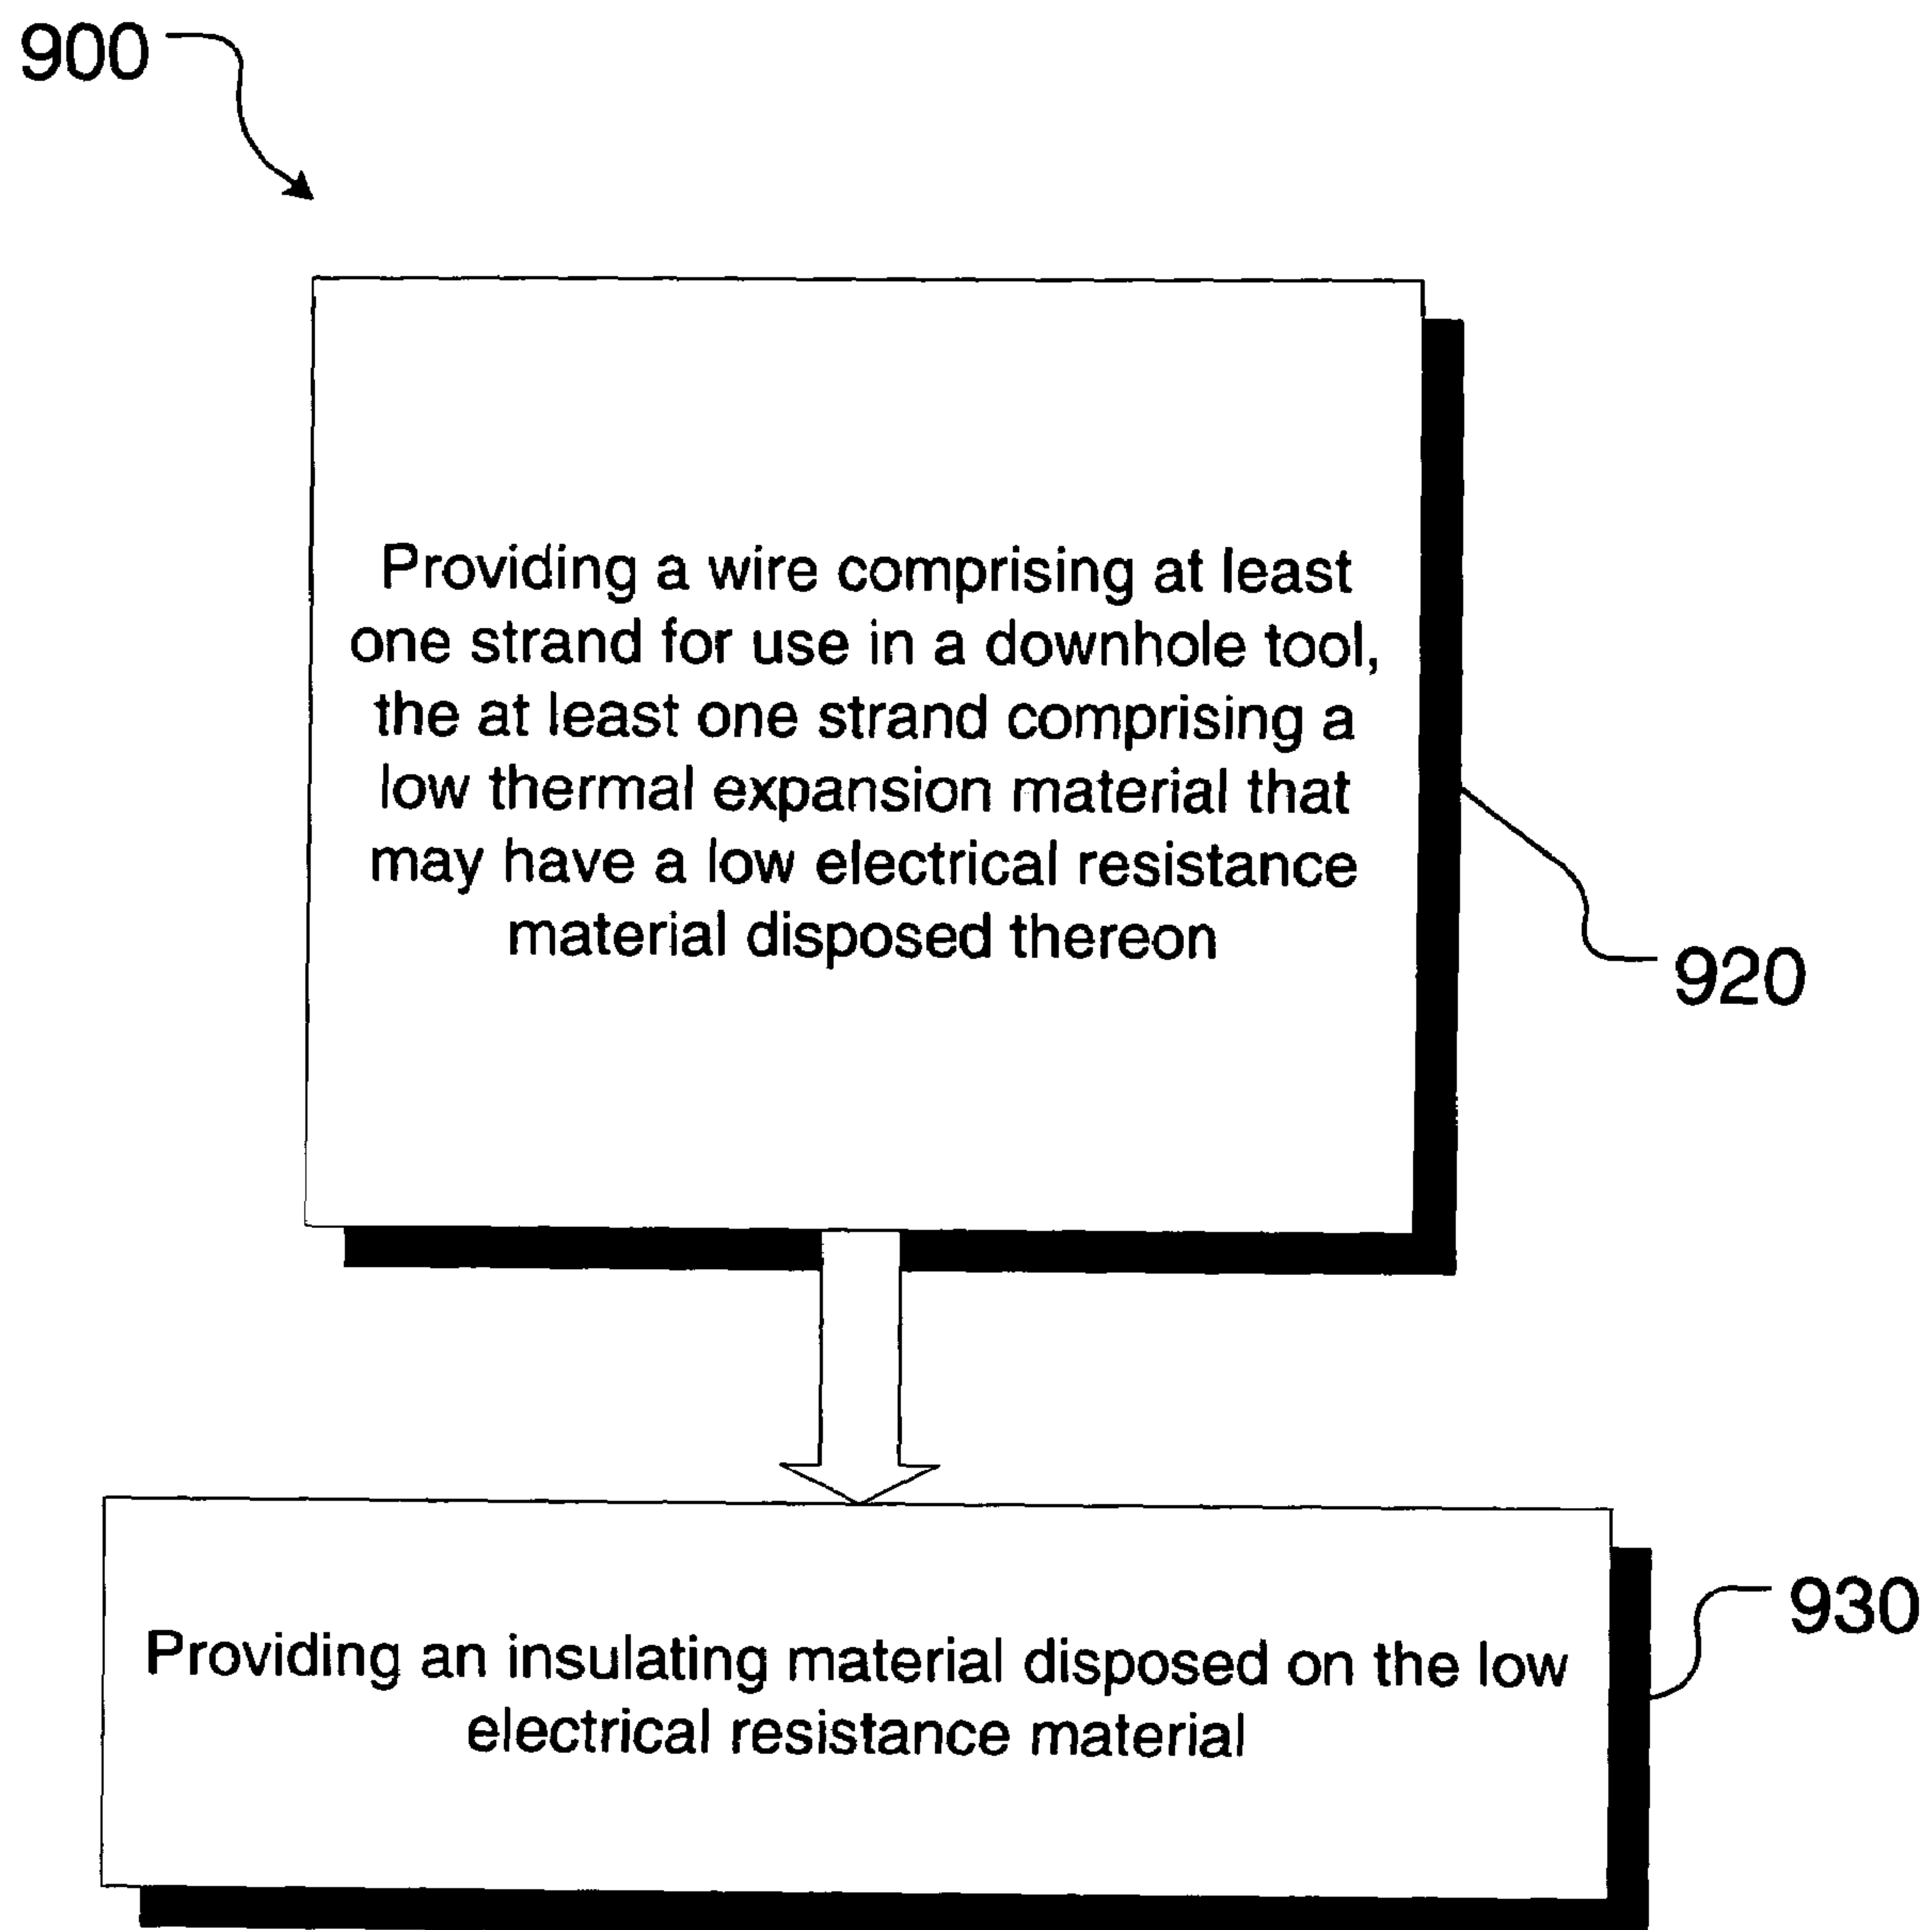 900
Providing a wire comprising at least
one strand for use in a downhole tool,
the at least one strand comprising a
low thermal expansion material that
may have a low electrical resistance
material disposed thereon
920
Providing an insulating material disposed on the low
electrical resistance material
930